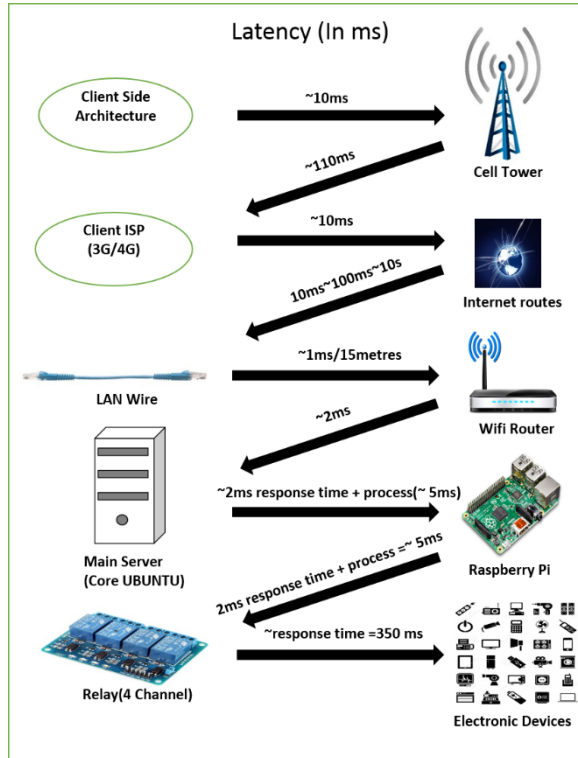 Latency (In ms)
Client Side
Architecture
~10ms
Cell Tower
~110ms
Client ISP
(3G/4G)
~10ms
Internet routes
10ms~100ms~10s
LAN Wire
~1ms/15metres
Wifi Router
~2ms
Main Server
(Core UBUNTU)
~2ms response time + process(~ 5ms)
Raspberry Pi
2ms response time + process =~ 5ms
Relay(4 Channel)
~response time =350 ms
Electronic Devices